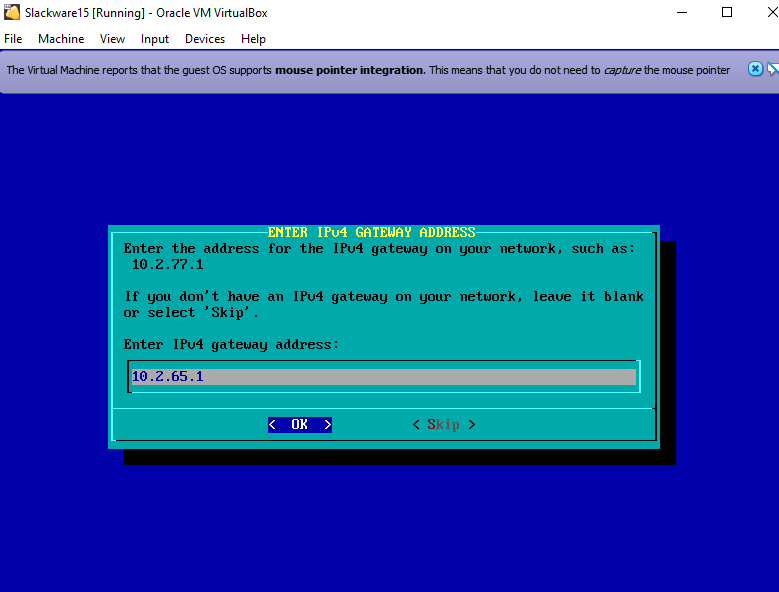 Slackware15 [Running] - Oracle VM VirtualBox
File Machine View Input Devices Help
The Virtual Machine reports that the guest OS supports mouse pointer integration. This means that you do not need to capture the mouse pointer
ENTER IPv4 GATEWAY ADDRESS
Enter the address for the IPv4 gateway on your network, such as:
10.2.77.1
If you don't have an IPv4 gateway on your network, leave it blank
or select 'Skip'.
Enter IPv4 gateway address:
10.2.65.1
< OK > < Skip >